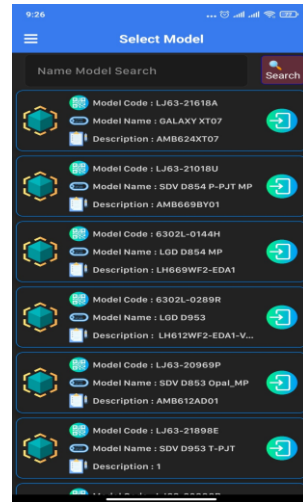 9:26
Select Model
Name Model Search
Search
Model Code : LJ63-21618A
Model Name : GALAXY XT07
Description : AMB624XT07
Model Code : LJ63-21018U
Model Name : SDV D854 P-PJT MP
Description : AMB669BY01
Model Code : 6302L-0144H
Model Name : LGD D854 MP
Description : LH669WF2-EDA1
Model Code : 6302L-0289R
Model Name : LGD D953
Description : LH612WF2-EDA1-V...
Model Code : LJ63-20969P
Model Name : SDV D853 Opal_MP
Description : AMB612AD01
Model Code : LJ63-21898E
Model Name : SDV D953 T-PJT
Description : 1